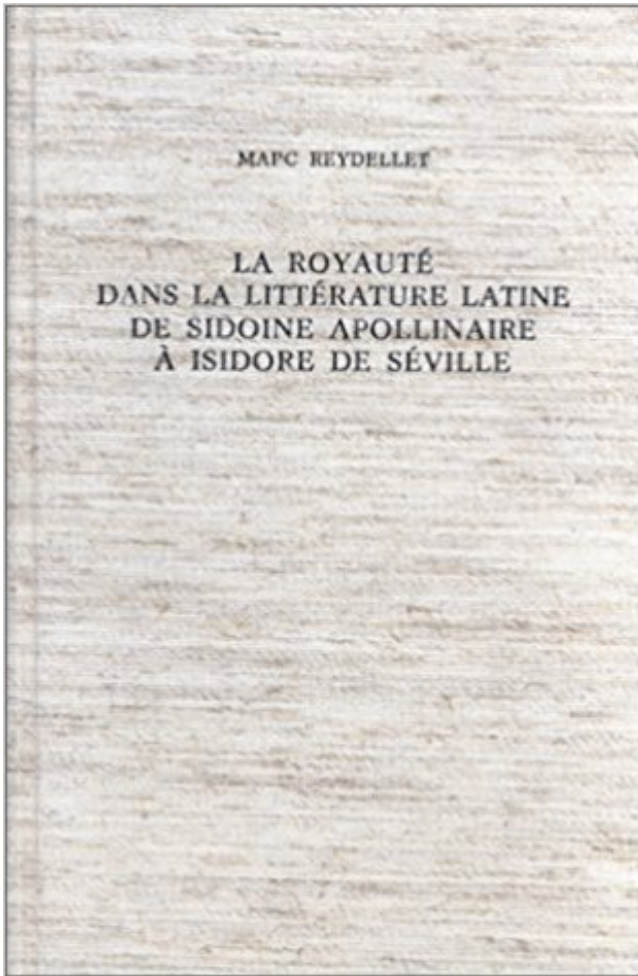 MARC REYDELLET
LA ROYAUTÉ
DANS LA LITTÉRATURE LATINE
DE SIDOINE APOLLINAIRE
À ISIDORE DE SÉVILLE